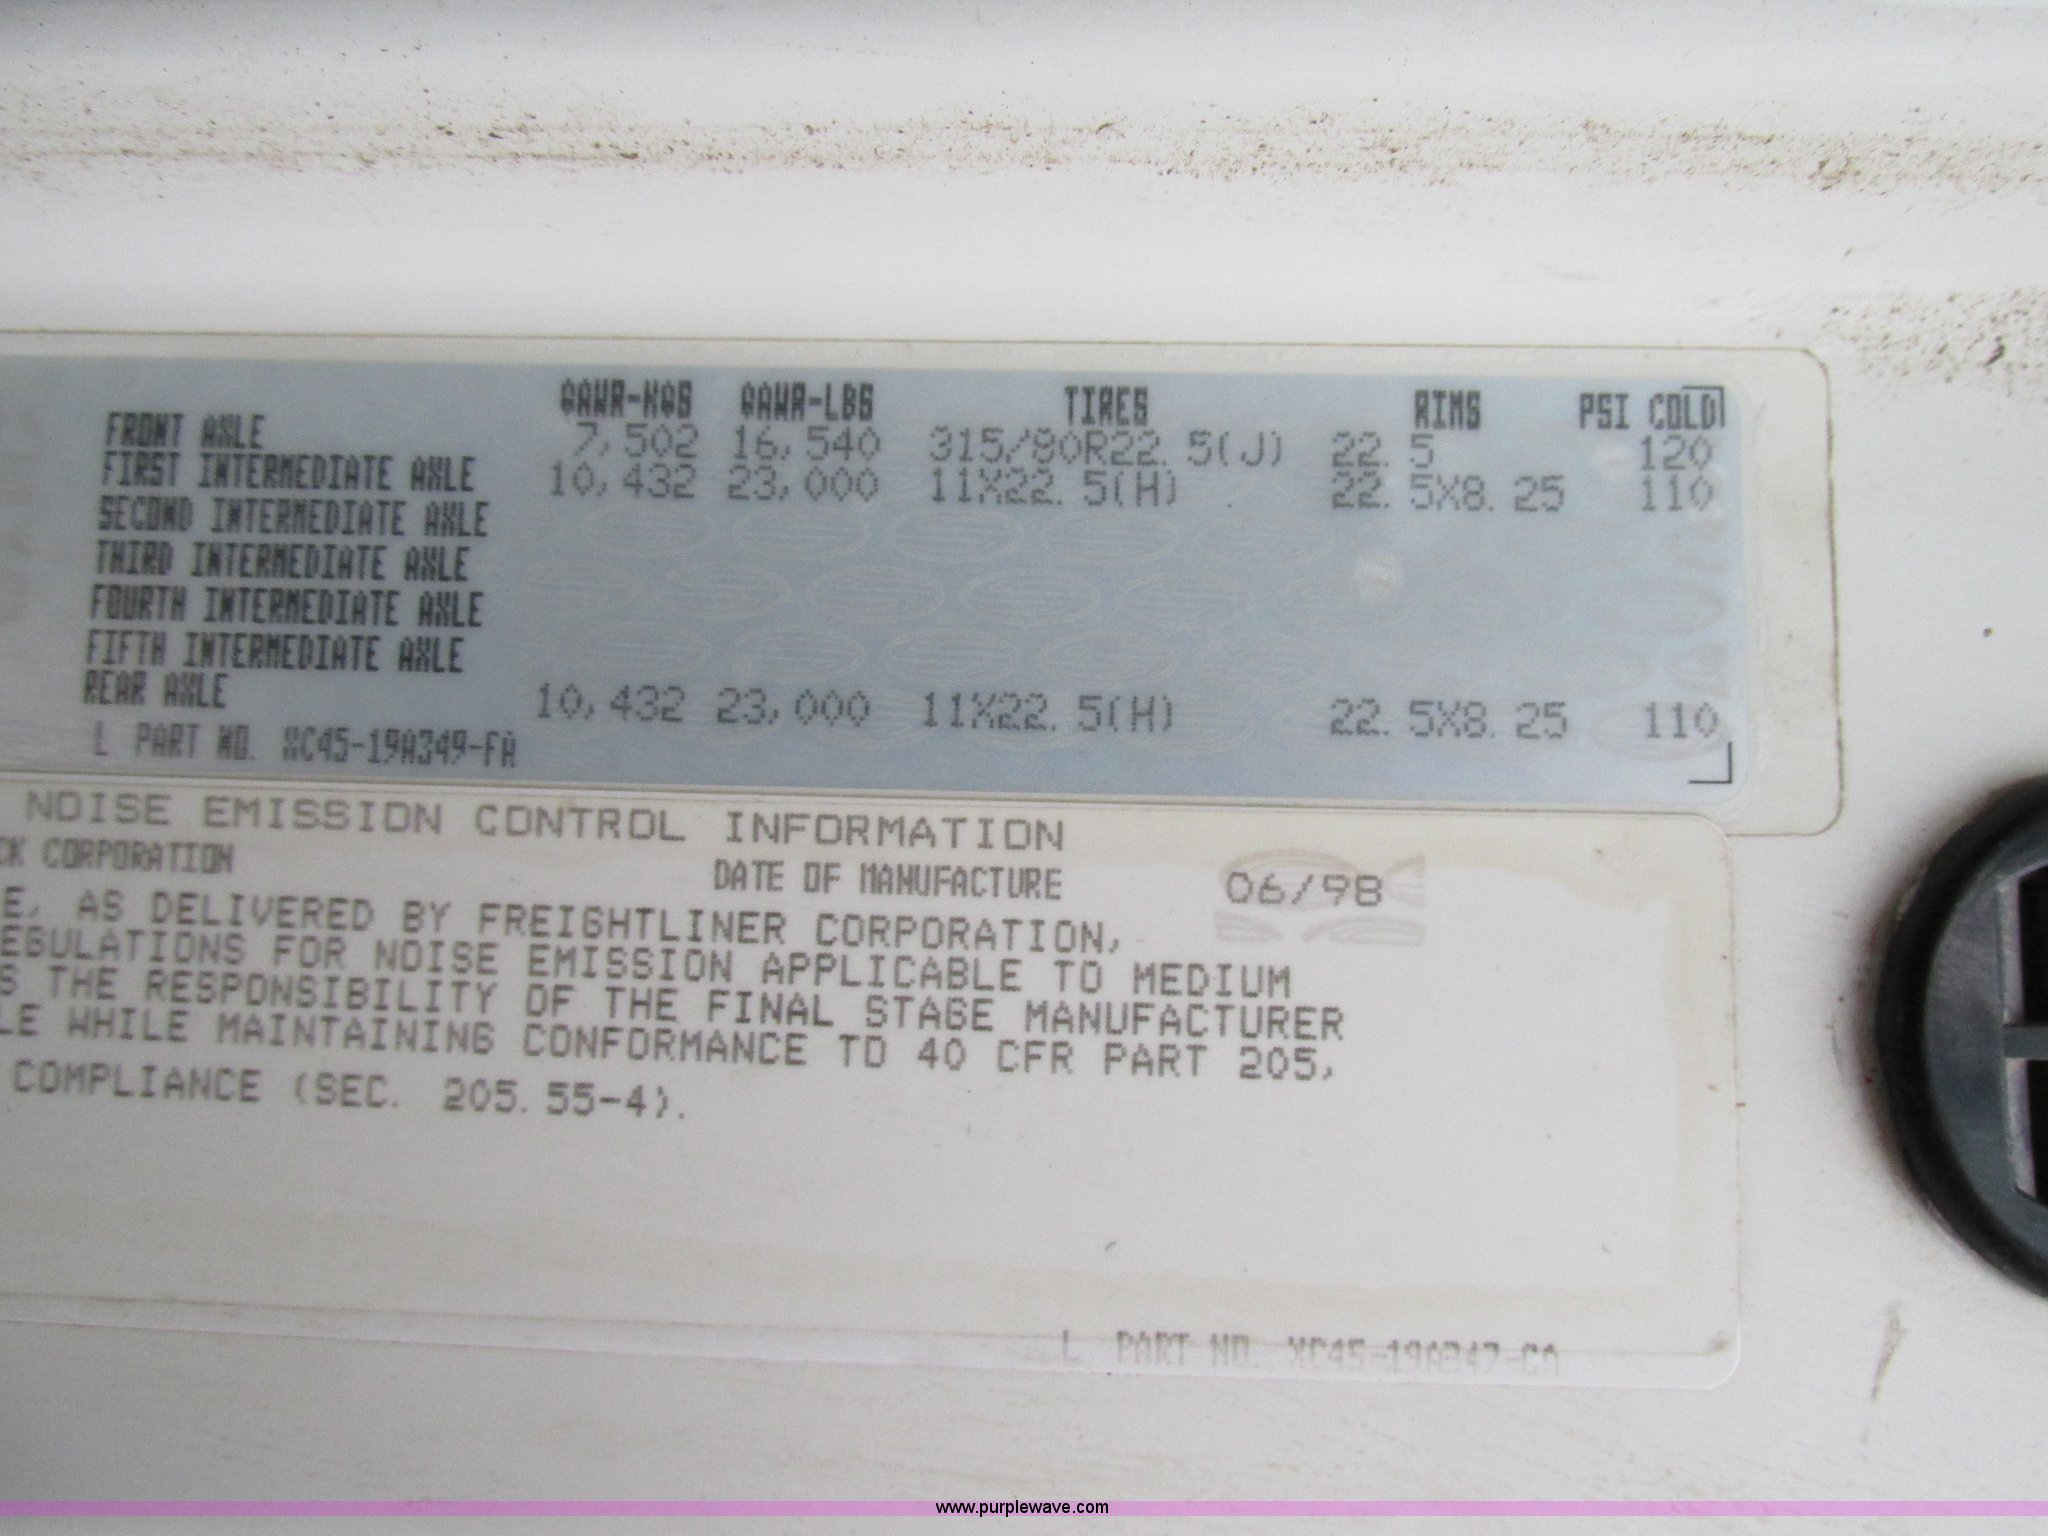 GAWR-KGS GAWR-LBS TIRES RIMS PSI COLD
FRONT AXLE 7,502 16,540 315/80R22.5(J) 22.5 120
FIRST INTERMEDIATE AXLE 10,432 23,000 11X22.5(H) 22.5X8.25 110
SECOND INTERMEDIATE AXLE
THIRD INTERMEDIATE AXLE
FOURTH INTERMEDIATE AXLE
FIFTH INTERMEDIATE AXLE
REAR AXLE 10,432 23,000 11X22.5(H) 22.5X8.25 110
L PART NO. XC45-19A349-FA
NOISE EMISSION CONTROL INFORMATION
CK CORPORATION DATE OF MANUFACTURE 06/98
E, AS DELIVERED BY FREIGHTLINER CORPORATION,
EGULATIONS FOR NOISE EMISSION APPLICABLE TO MEDIUM
S THE RESPONSIBILITY OF THE FINAL STAGE MANUFACTURER
LE WHILE MAINTAINING CONFORMANCE TO 40 CFR PART 205,
COMPLIANCE (SEC. 205.55-4).
L PART NO. XC45-19A347-CA
www.purplewave.com